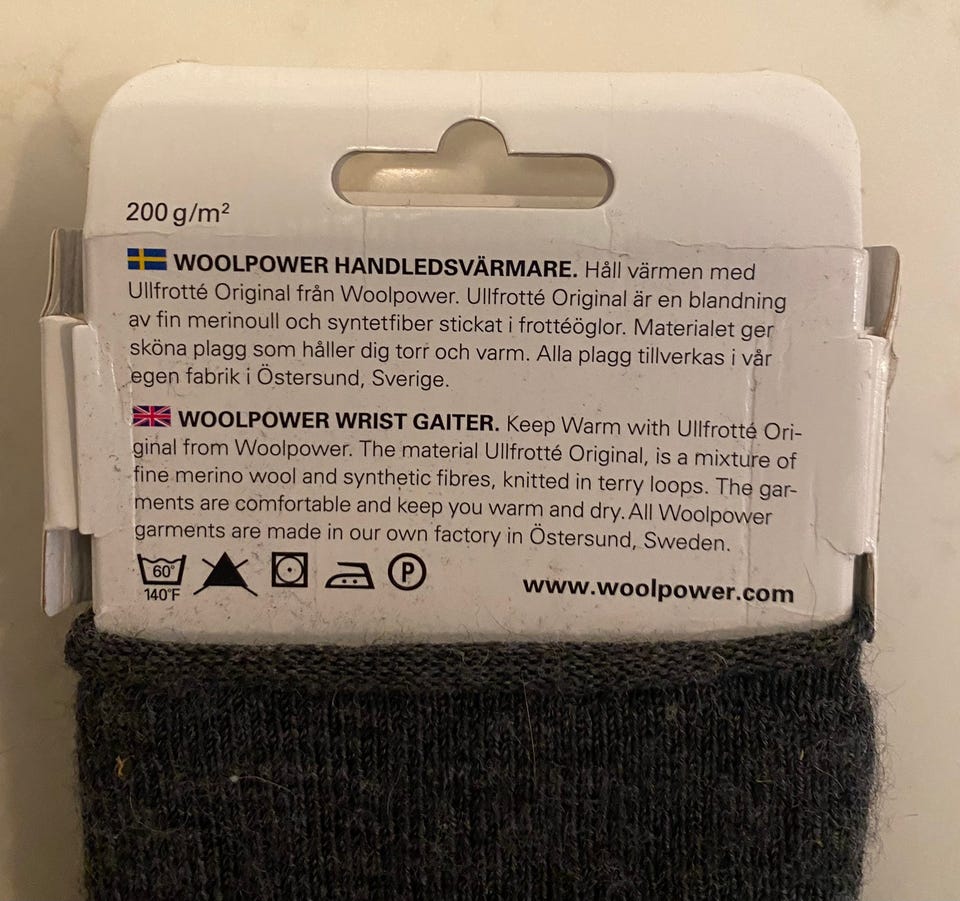 200 g/m²
WOOLPOWER HANDLEDSVÄRMARE. Håll värmen med
Ullfrotté Original från Woolpower. Ullfrotté Original är en blandning
av fin merinoull och syntetfiber stickat i frottéöglor. Materialet ger
sköna plagg som håller dig torr och varm. Alla plagg tillverkas i vår
egen fabrik i Östersund, Sverige.
WOOLPOWER WRIST GAITER. Keep Warm with Ullfrotté Ori-
ginal from Woolpower. The material Ullfrotté Original, is a mixture of
fine merino wool and synthetic fibres, knitted in terry loops. The gar-
ments are comfortable and keep you warm and dry. All Woolpower
garments are made in our own factory in Östersund, Sweden.
60° P
140°F
www.woolpower.com